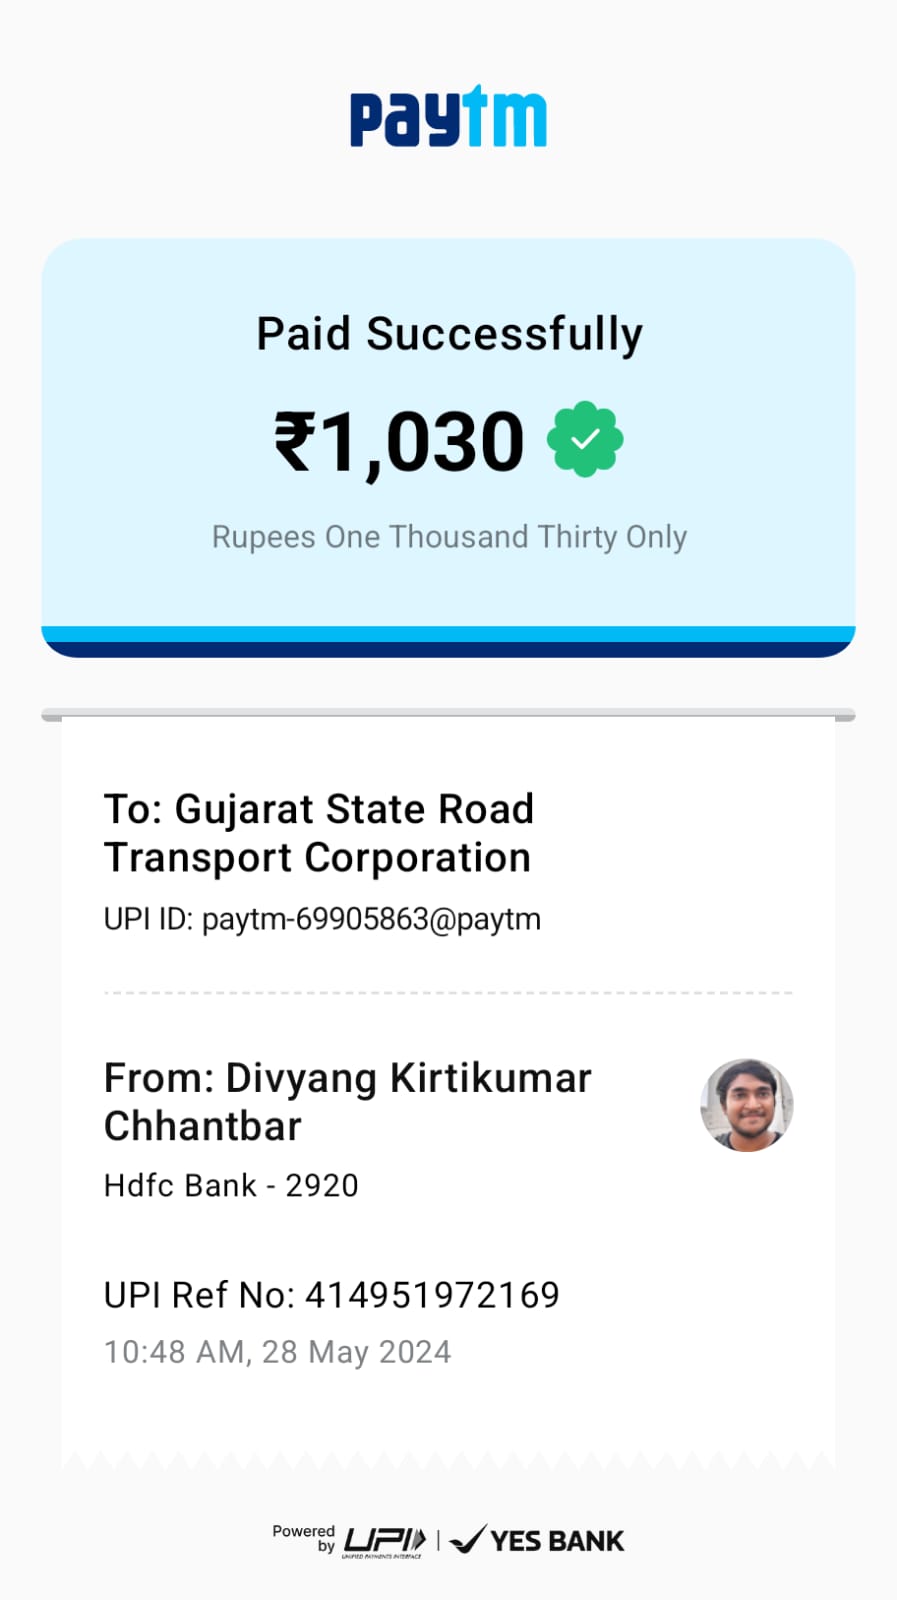 paytm
Paid Successfully
₹1,030
Rupees One Thousand Thirty Only
To: Gujarat State Road
Transport Corporation
UPI ID: paytm-69905863@paytm
From: Divyang Kirtikumar
Chhantbar
Hdfc Bank - 2920
UPI Ref No: 414951972169
10:48 AM, 28 May 2024
Powered
by
UPI
UNIFIED PAYMENTS INTERFACE
YES BANK